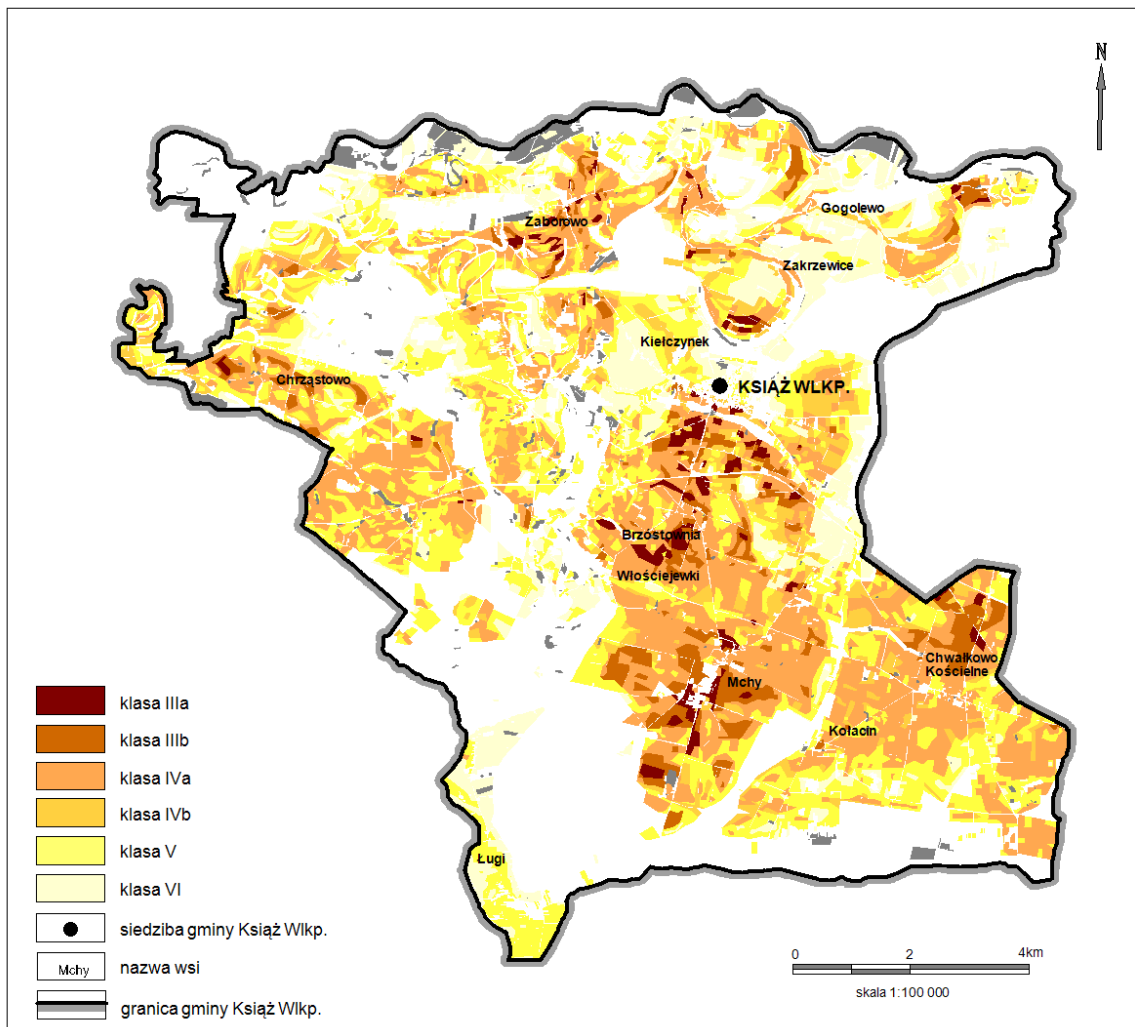 N
Gogolewo
Zaborowo
Zakrzewice
Kiełczynek
Chrząstowo
KSIĄŻ WLKP.
Brzóstownia
Włościejewki
Chwałkowo
Kościelne
Mchy
Kołacin
Ługi
klasa IIIa
klasa IIIb
klasa IVa
klasa IVb
klasa V
klasa VI
siedziba gminy Książ Wlkp.
Mchy nazwa wsi
granica gminy Książ Wlkp.
0 2 4km
skala 1:100 000